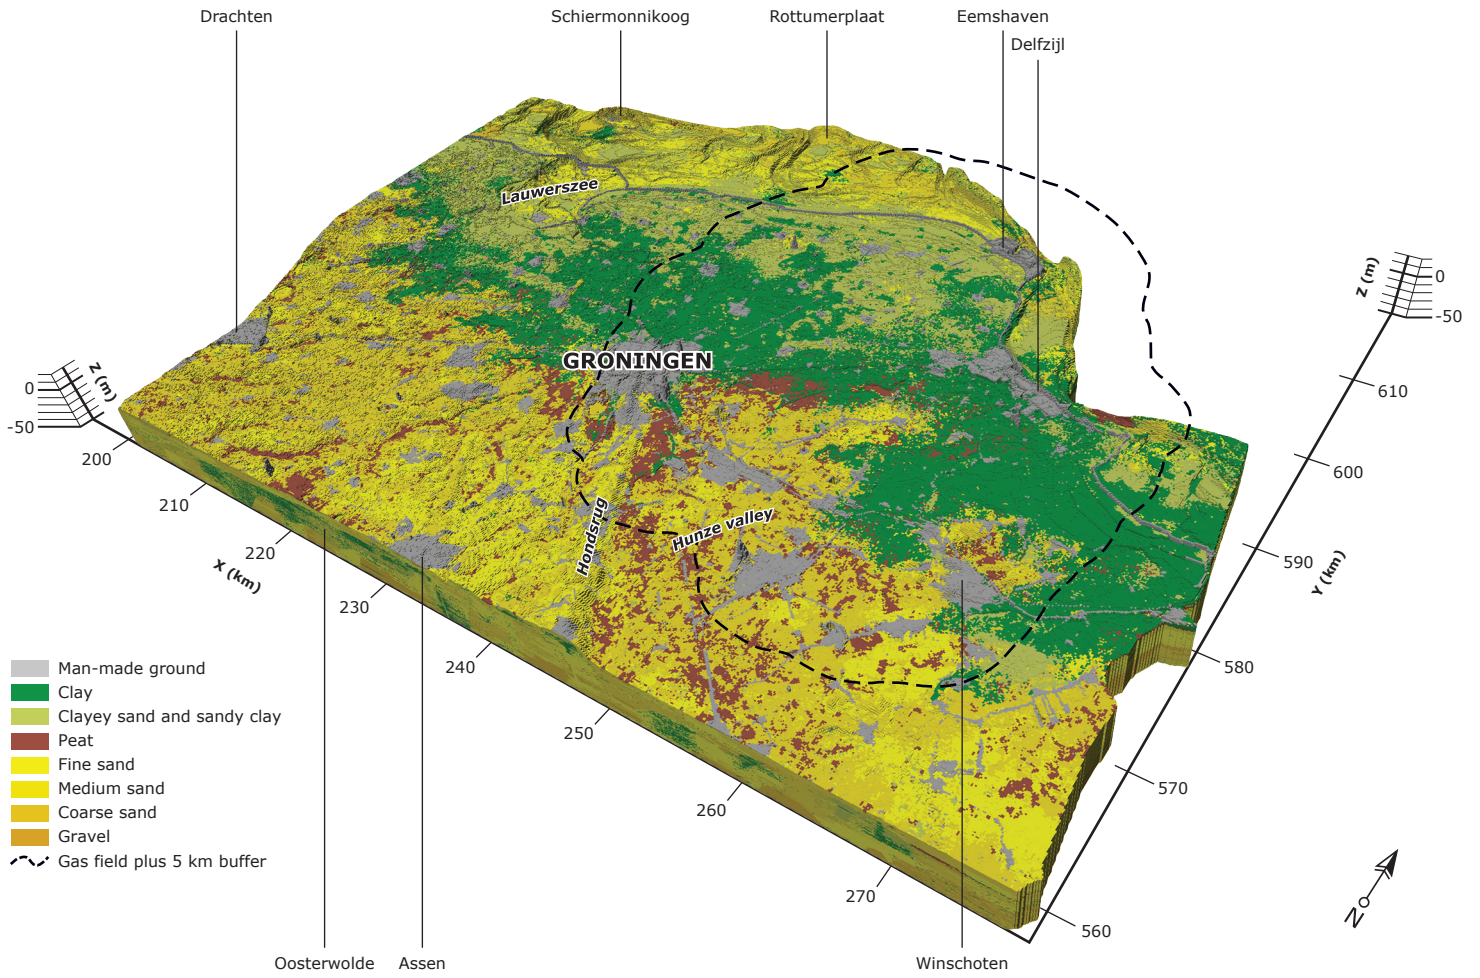 Drachten
Schiermonnikoog
Rottumerplaat
Eemshaven
Delfzijl
Lauwerszee
GRONINGEN
Hondsrug
Hunze valley
Z (m)
0
-50
Z (m)
0
-50
200
210
220
230
240
250
260
270
X (km)
610
600
590
580
570
560
Y (km)
Man-made ground
Clay
Clayey sand and sandy clay
Peat
Fine sand
Medium sand
Coarse sand
Gravel
Gas field plus 5 km buffer
N
Oosterwolde
Assen
Winschoten